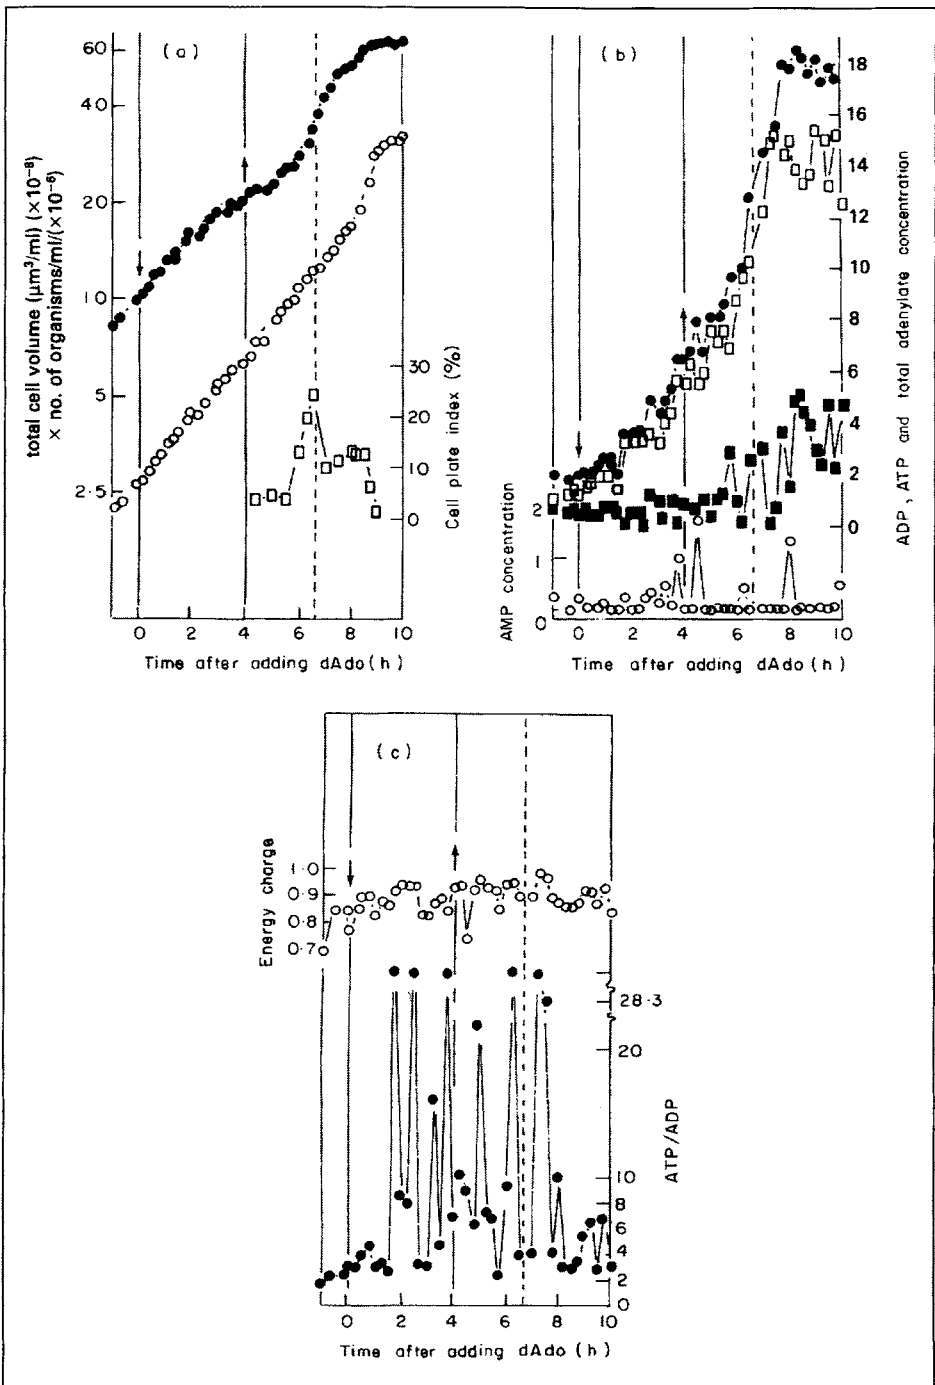 (a)
total cell volume (μm³/ml) (×10⁻⁸)
× no. of organisms/ml/(×10⁻⁶)
60
40
20
10
5
2·5
30
20
10
0
Cell plate index (%)
0 2 4 6 8 10
Time after adding dAdo (h)
(b)
AMP concentration
2
1
0
18
16
14
12
10
8
6
4
2
0
ADP, ATP and total adenylate concentration
0 2 4 6 8 10
Time after adding dAdo (h)
(c)
Energy charge
1·0
0·9
0·8
0·7
28·3
20
10
8
6
4
2
0
ATP/ADP
0 2 4 6 8 10
Time after adding dAdo (h)